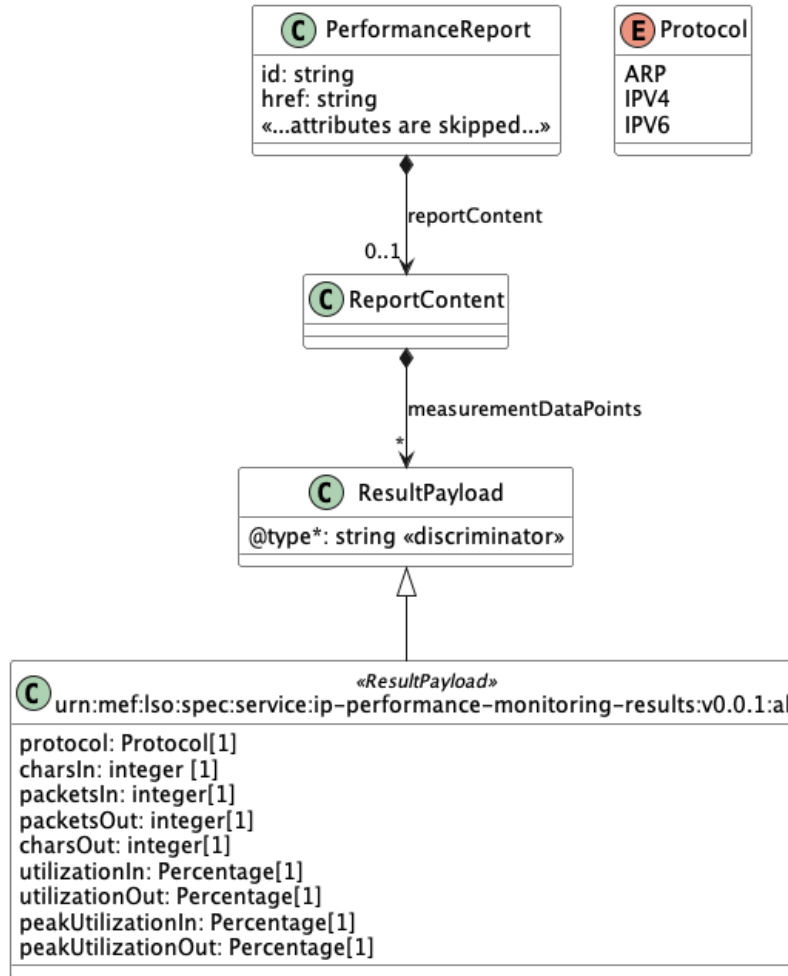 C PerformanceReport
id: string
href: string
«...attributes are skipped...»
E Protocol
ARP
IPV4
IPV6
reportContent
0..1
C ReportContent
measurementDataPoints
*
C ResultPayload
@type*: string «discriminator»
«ResultPayload»
C urn:mef:lso:spec:service:ip-performance-monitoring-results:v0.0.1:al
protocol: Protocol[1]
charsIn: integer [1]
packetsIn: integer[1]
packetsOut: integer[1]
charsOut: integer[1]
utilizationIn: Percentage[1]
utilizationOut: Percentage[1]
peakUtilizationIn: Percentage[1]
peakUtilizationOut: Percentage[1]